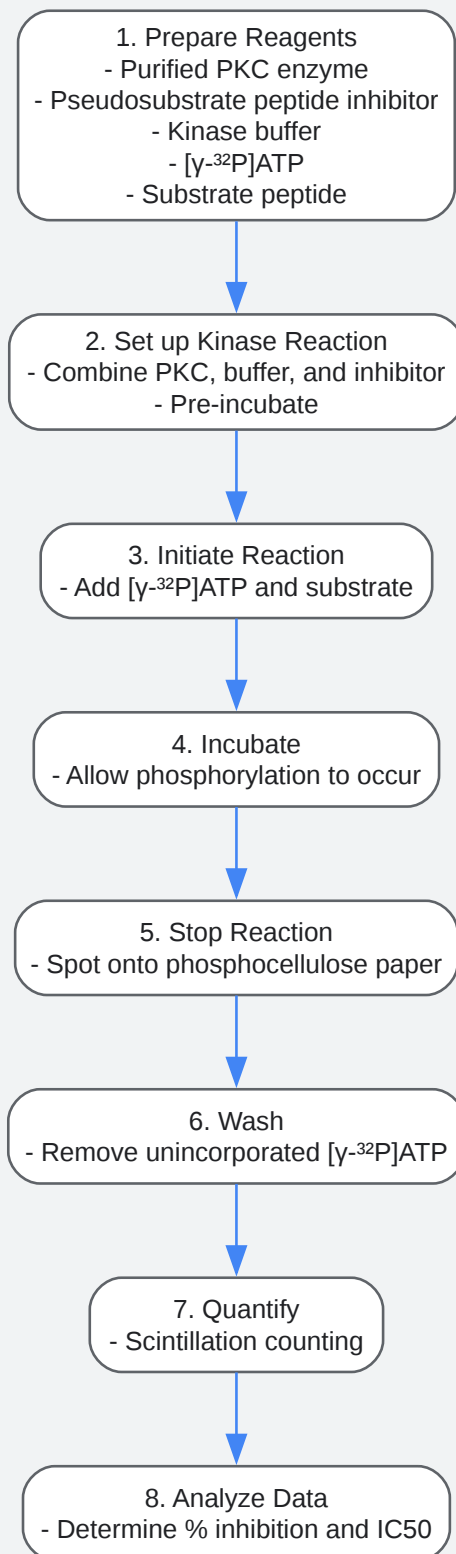 1. Prepare Reagents
- Purified PKC enzyme
- Pseudosubstrate peptide inhibitor
- Kinase buffer
- [γ-³²P]ATP
- Substrate peptide
2. Set up Kinase Reaction
- Combine PKC, buffer, and inhibitor
- Pre-incubate
3. Initiate Reaction
- Add [γ-³²P]ATP and substrate
4. Incubate
- Allow phosphorylation to occur
5. Stop Reaction
- Spot onto phosphocellulose paper
6. Wash
- Remove unincorporated [γ-³²P]ATP
7. Quantify
- Scintillation counting
8. Analyze Data
- Determine % inhibition and IC50